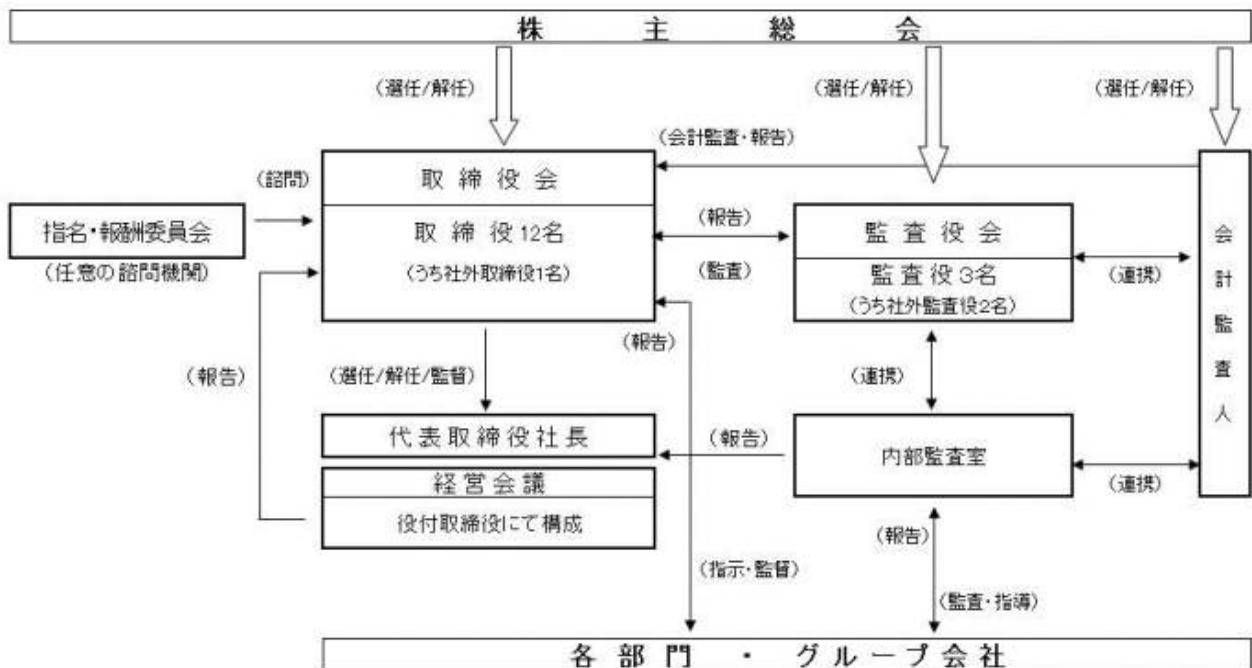 株主総会
(選任/解任)
(選任/解任)
(選任/解任)
(会計監査・報告)
取締役会
(諮問)
指名・報酬委員会
(任意の諮問機関)
取締役12名
(うち社外取締役1名)
(報告)
(監査)
監査役会
監査役3名
(うち社外監査役2名)
(連携)
会計監査人
(報告)
(報告)
(選任/解任/監督)
(連携)
代表取締役社長
(報告)
内部監査室
(連携)
経営会議
役付取締役にて構成
(報告)
(指示・監督)
(監査・指導)
各部門・グループ会社